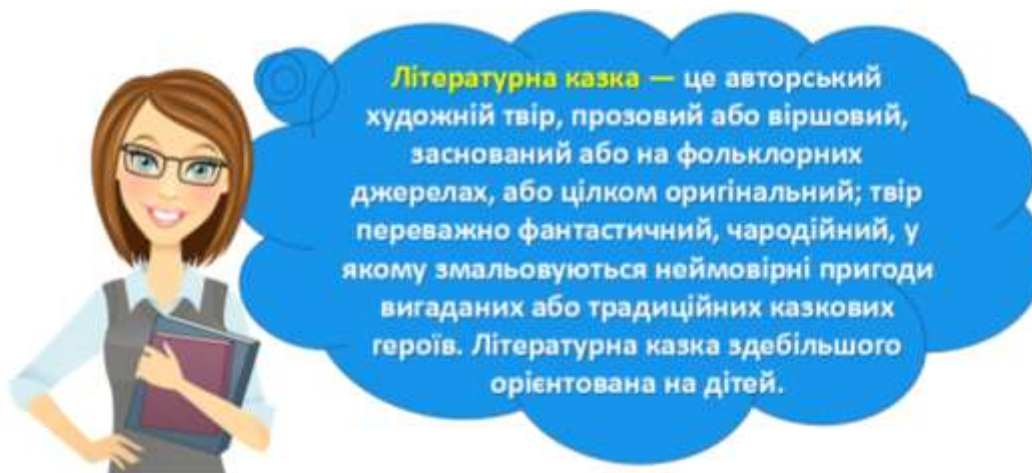 Літературна казка — це авторський
художній твір, прозовий або віршовий,
заснований або на фольклорних
джерелах, або цілком оригінальний; твір
переважно фантастичний, чародійний, у
якому змальовуються неймовірні пригоди
вигаданих або традиційних казкових
героїв. Літературна казка здебільшого
орієнтована на дітей.